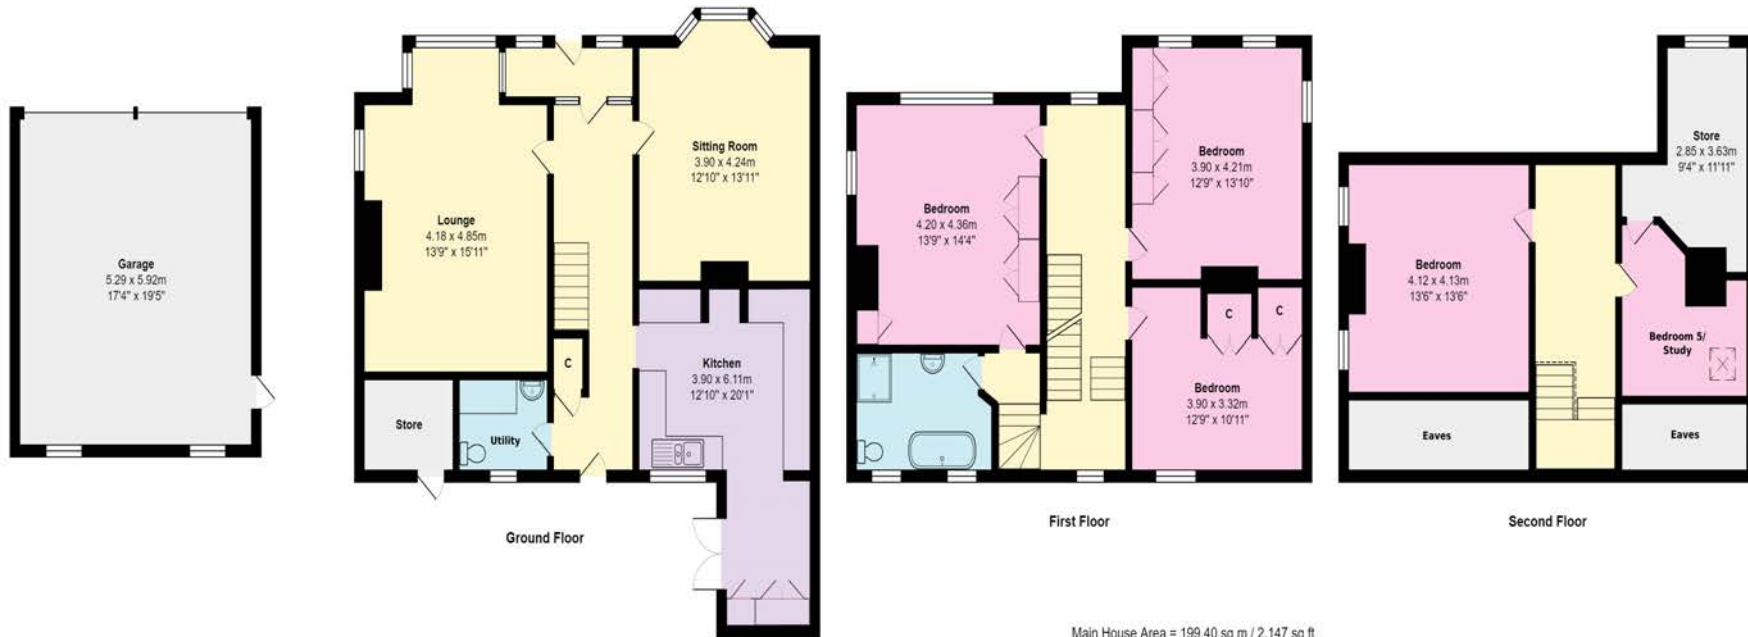 Garage
5.29 x 5.92m
17'4" x 19'5"
Lounge
4.18 x 4.85m
13'9" x 15'11"
Sitting Room
3.90 x 4.24m
12'10" x 13'11"
Kitchen
3.90 x 6.11m
12'10" x 20'1"
C
Store
Utility
Ground Floor
Bedroom
4.20 x 4.36m
13'9" x 14'4"
Bedroom
3.90 x 4.21m
12'9" x 13'10"
C
C
Bedroom
3.90 x 3.32m
12'9" x 10'11"
First Floor
Store
2.85 x 3.63m
9'4" x 11'11"
Bedroom
4.12 x 4.13m
13'6" x 13'6"
Bedroom 5/
Study
Eaves
Eaves
Second Floor
Main House Area = 199.40 sq m / 2,147 sq ft